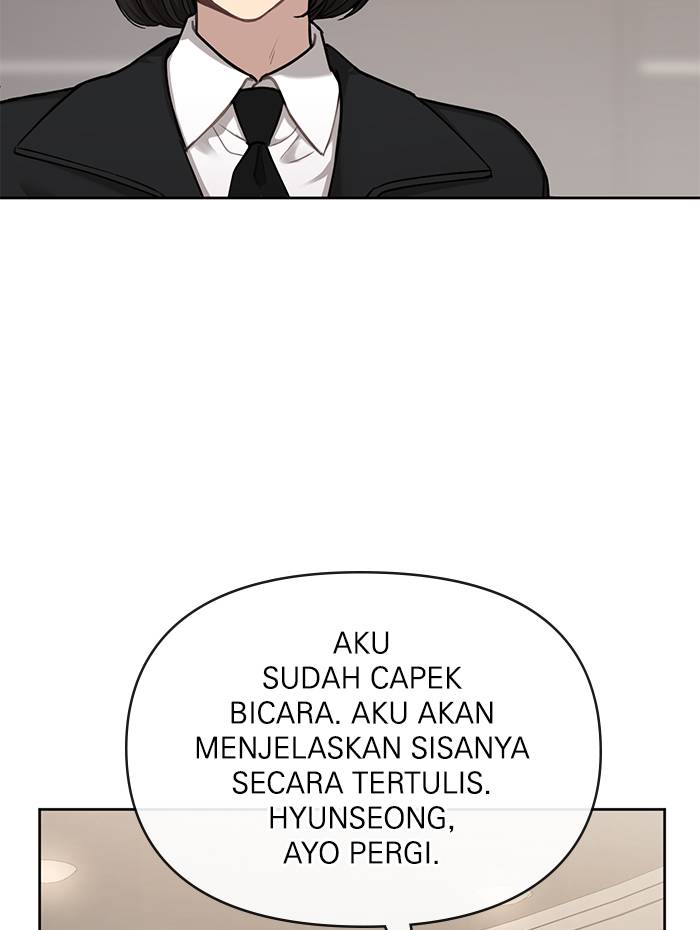 AKU
SUDAH CAPEK
BICARA. AKU AKAN
MENJELASKAN SISANYA
SECARA TERTULIS.
HYUNSEONG,
AYO PERGI.